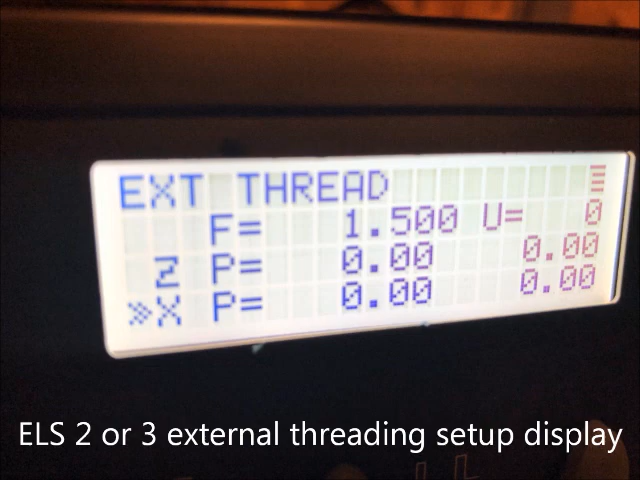 EXT THREAD
F= 1.500 U= 0
Z P= 0.00 0.00
»X P= 0.00 0.00
ELS 2 or 3 external threading setup display